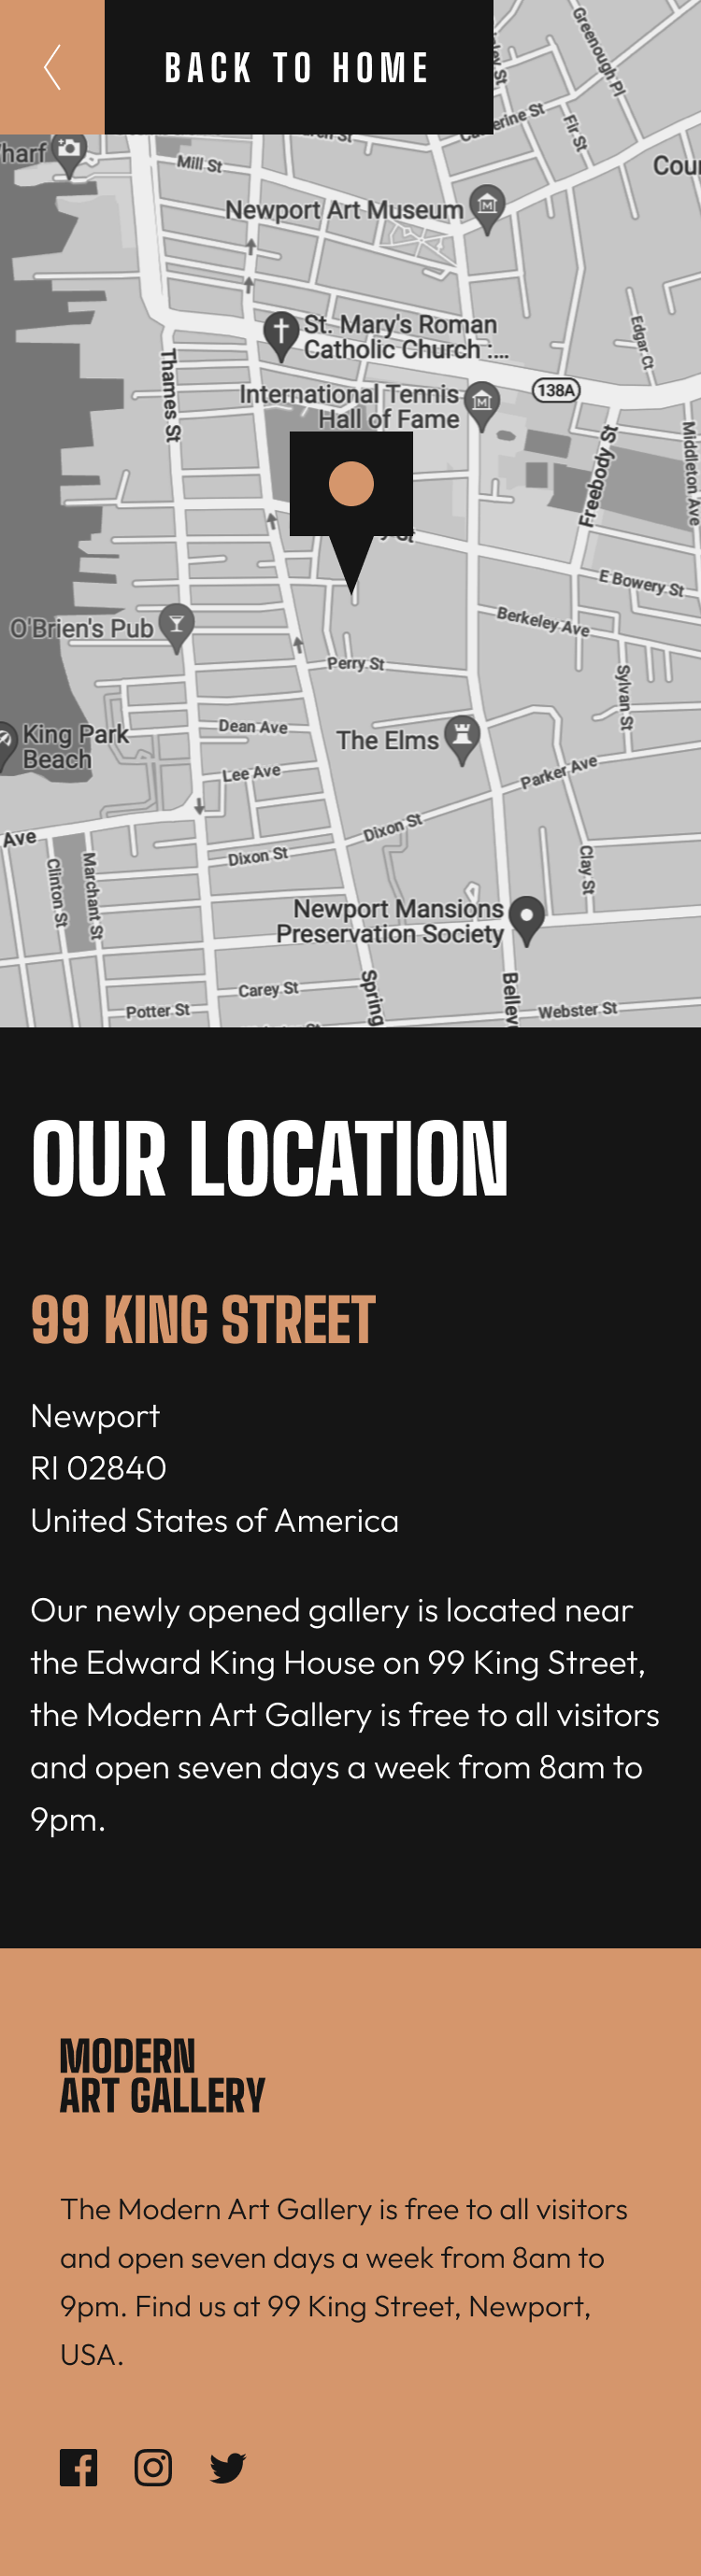 BACK TO HOME
Greenough Pl
erine St
Fir St
harf
Mill St
Cour
Newport Art Museum
St. Mary's Roman
Catholic Church :...
Edgar Ct
Thames St
138A
International Tennis
Hall of Fame
Freebody St
Middleton Ave
E Bowery St
O'Brien's Pub
Berkeley Ave
Perry St
Sylvan St
King Park
Beach
Dean Ave
The Elms
Lee Ave
Parker Ave
Ave
Dixon St
Dixon St
Clinton St
Marchant St
Clay St
Newport Mansions
Preservation Society
Carey St
Spring
Bellev
Potter St
Webster St
OUR LOCATION
99 KING STREET
Newport
RI 02840
United States of America
Our newly opened gallery is located near
the Edward King House on 99 King Street,
the Modern Art Gallery is free to all visitors
and open seven days a week from 8am to
9pm.
MODERN
ART GALLERY
The Modern Art Gallery is free to all visitors
and open seven days a week from 8am to
9pm. Find us at 99 King Street, Newport,
USA.